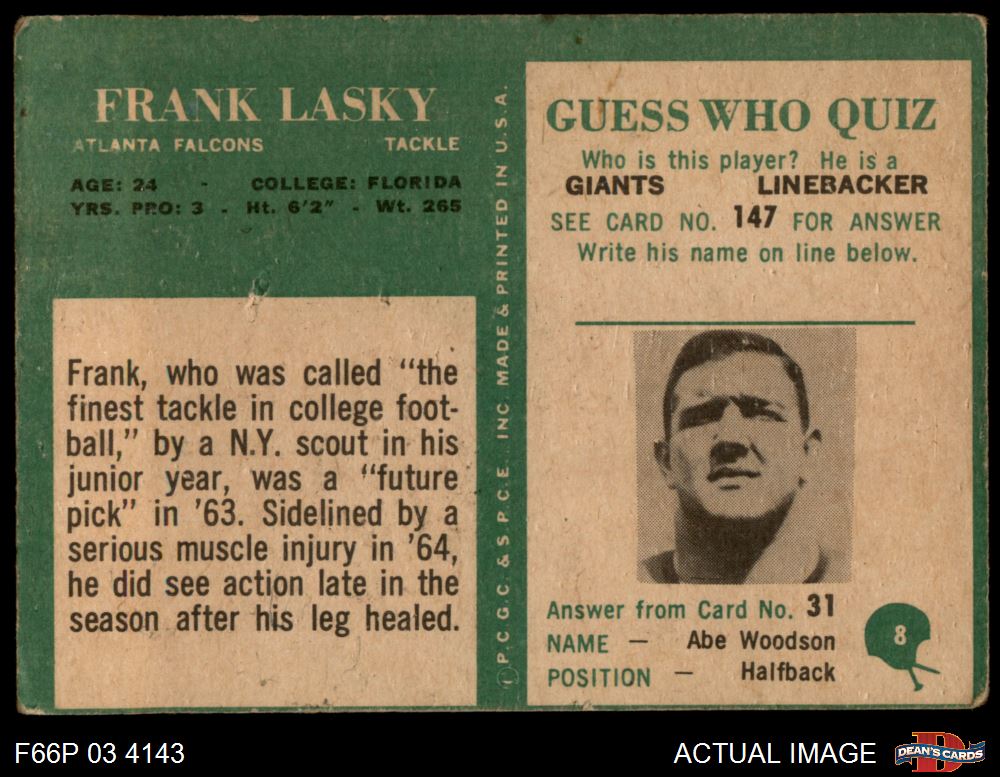 FRANK LASKY
ATLANTA FALCONS TACKLE
AGE: 24 - COLLEGE: FLORIDA
YRS. PRO: 3 - Ht. 6'2" - Wt. 265
Frank, who was called "the
finest tackle in college foot-
ball," by a N.Y. scout in his
junior year, was a "future
pick" in '63. Sidelined by a
serious muscle injury in '64,
he did see action late in the
season after his leg healed.
P.C.G.C. & S.P.C.E. INC. MADE & PRINTED IN U.S.A.
GUESS WHO QUIZ
Who is this player? He is a
GIANTS LINEBACKER
SEE CARD NO. 147 FOR ANSWER
Write his name on line below.
Answer from Card No. 31
NAME — Abe Woodson
POSITION — Halfback
8
F66P 03 4143
ACTUAL IMAGE
D
DEAN'S CARDS